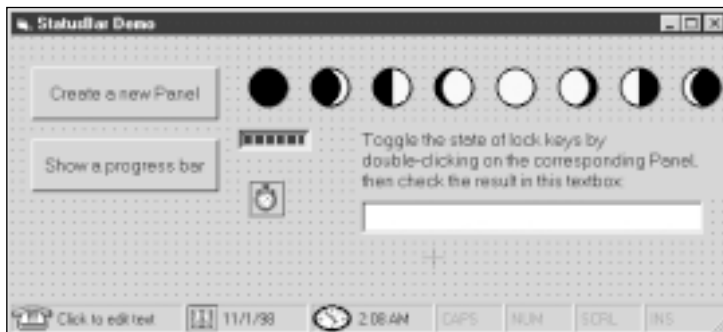 StatusBar Demo
Create a new Panel
Show a progress bar
Toggle the state of lock keys by
double-clicking on the corresponding Panel,
then check the result in this textbox:
Click to edit text
11/1/98
2:08 AM
CAPS
NUM
SCRL
INS